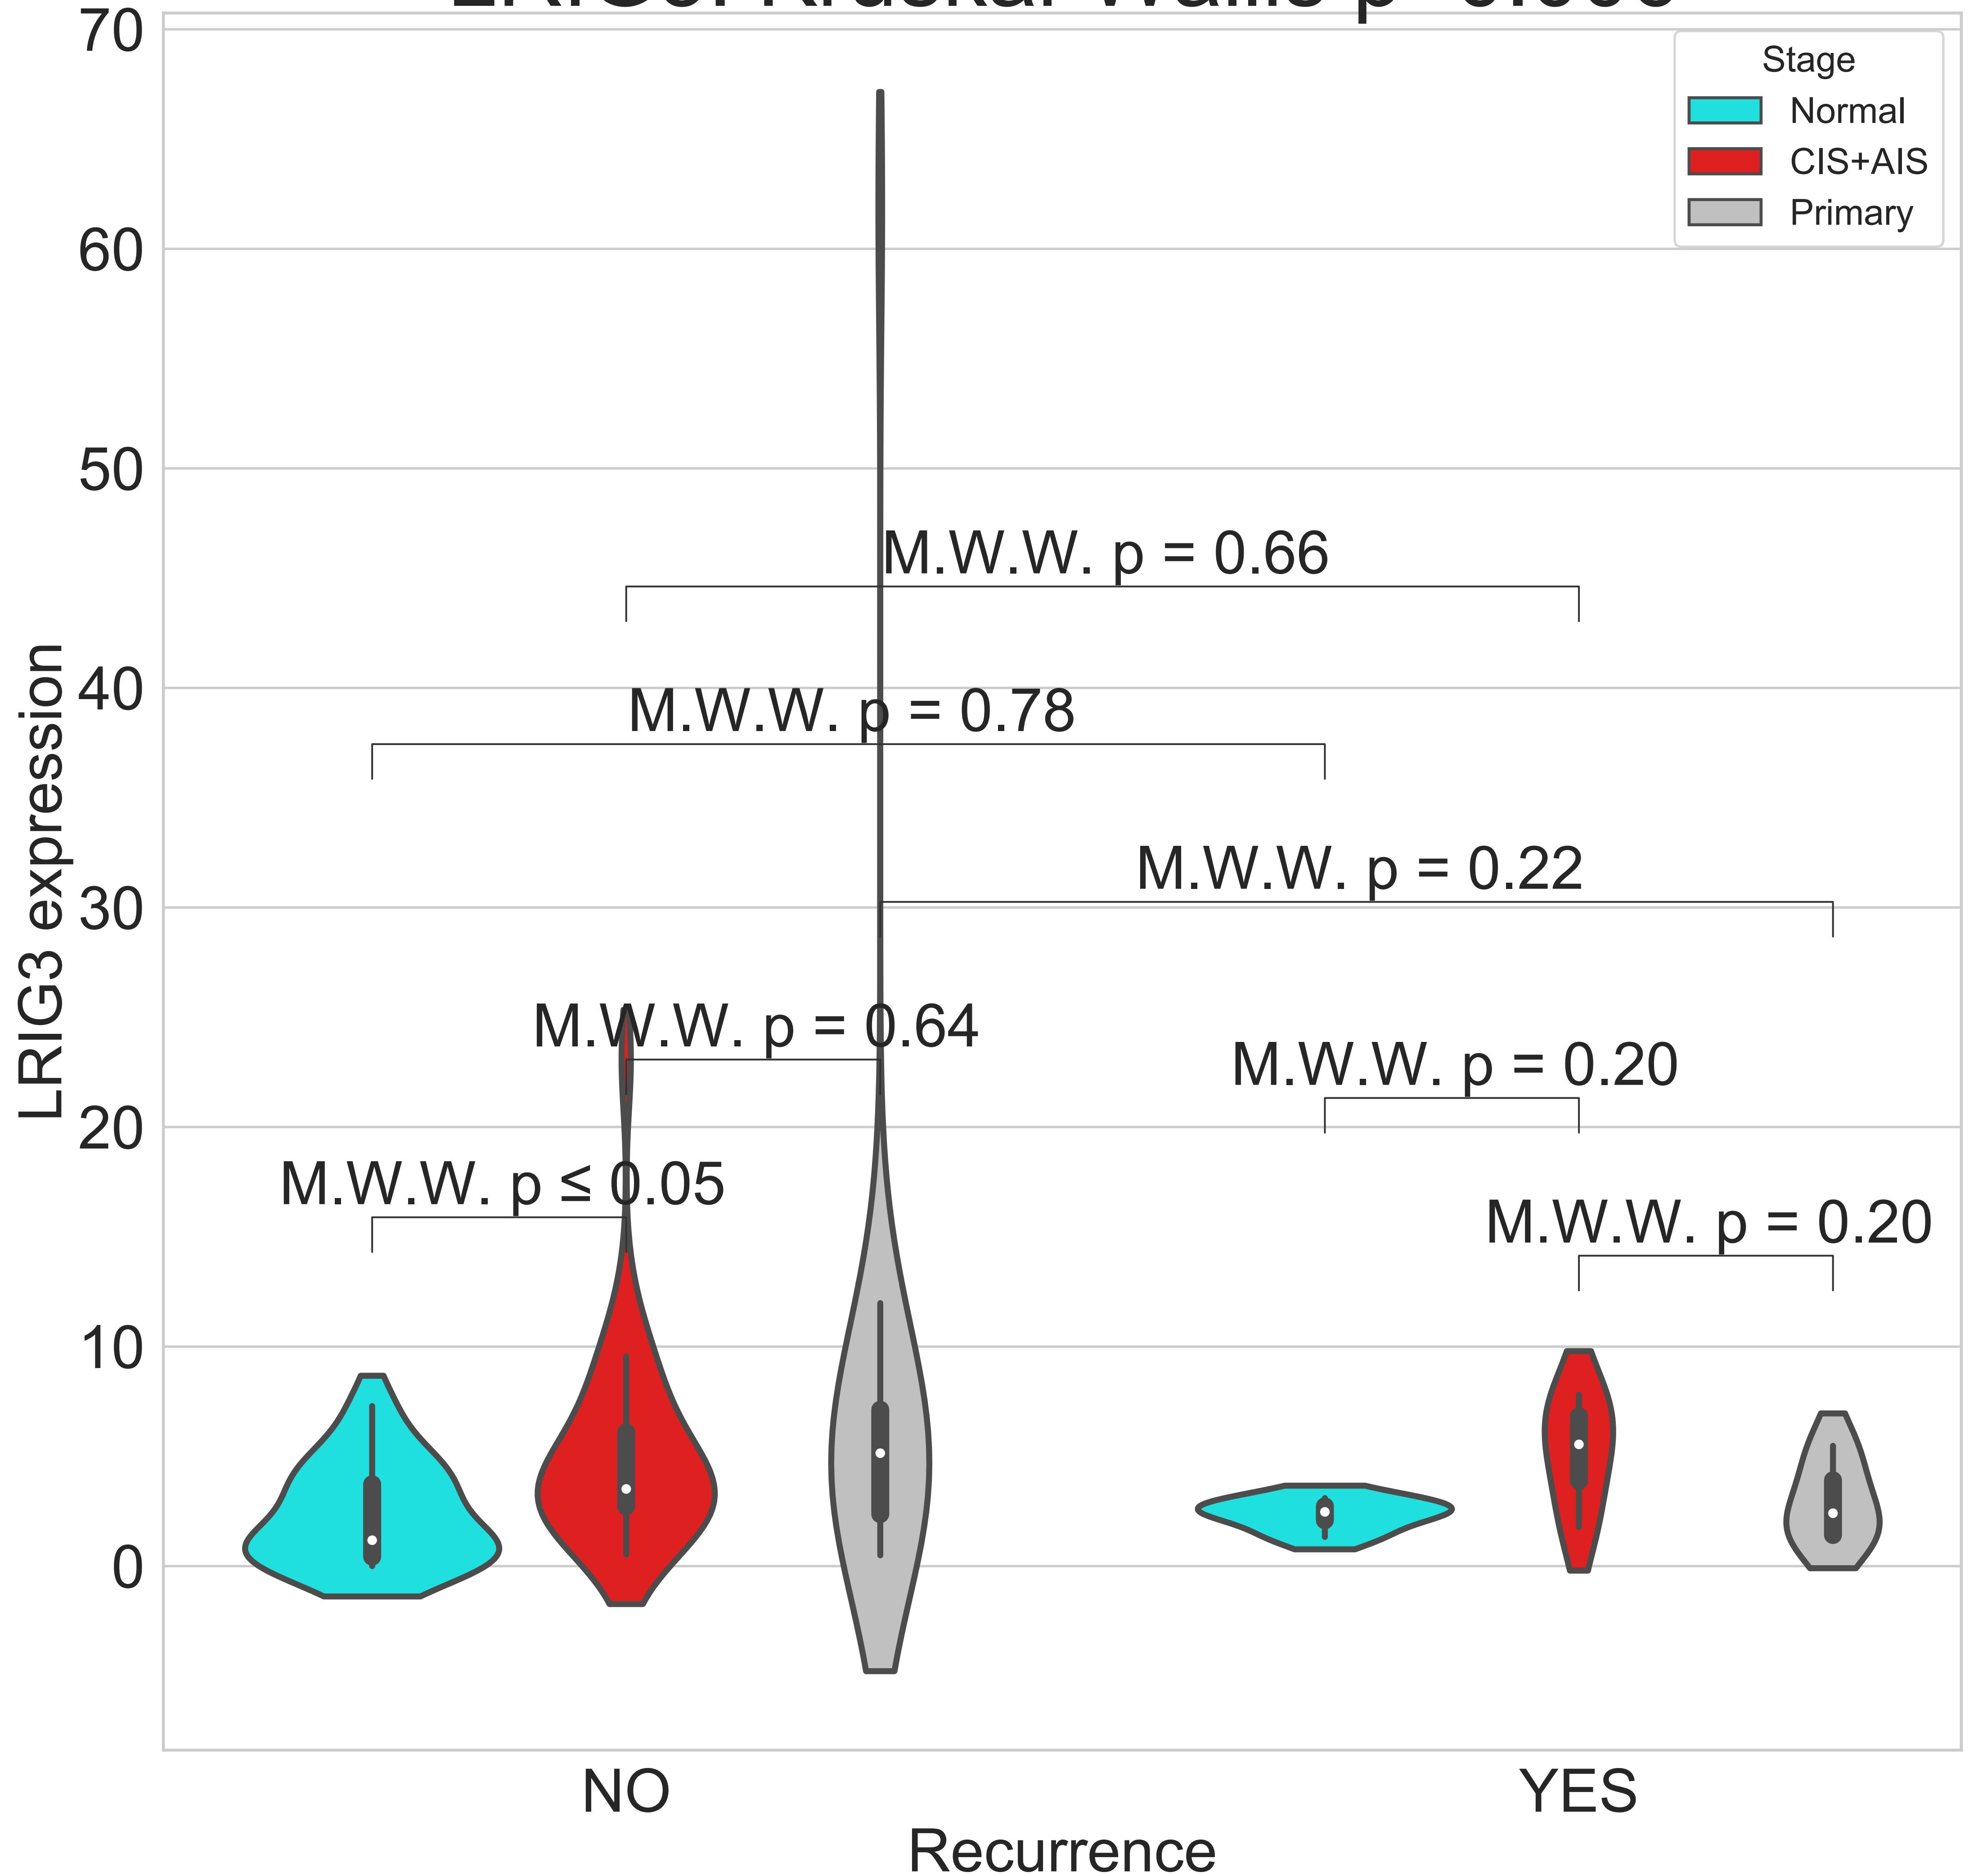 70
Stage
Normal
CIS+AIS
Primary
60
50
M.W.W. p = 0.66
40
M.W.W. p = 0.78
M.W.W. p = 0.22
30
M.W.W. p = 0.64
M.W.W. p = 0.20
20
M.W.W. p ≤ 0.05
M.W.W. p = 0.20
10
0
LRIG3 expression
NO
YES
Recurrence